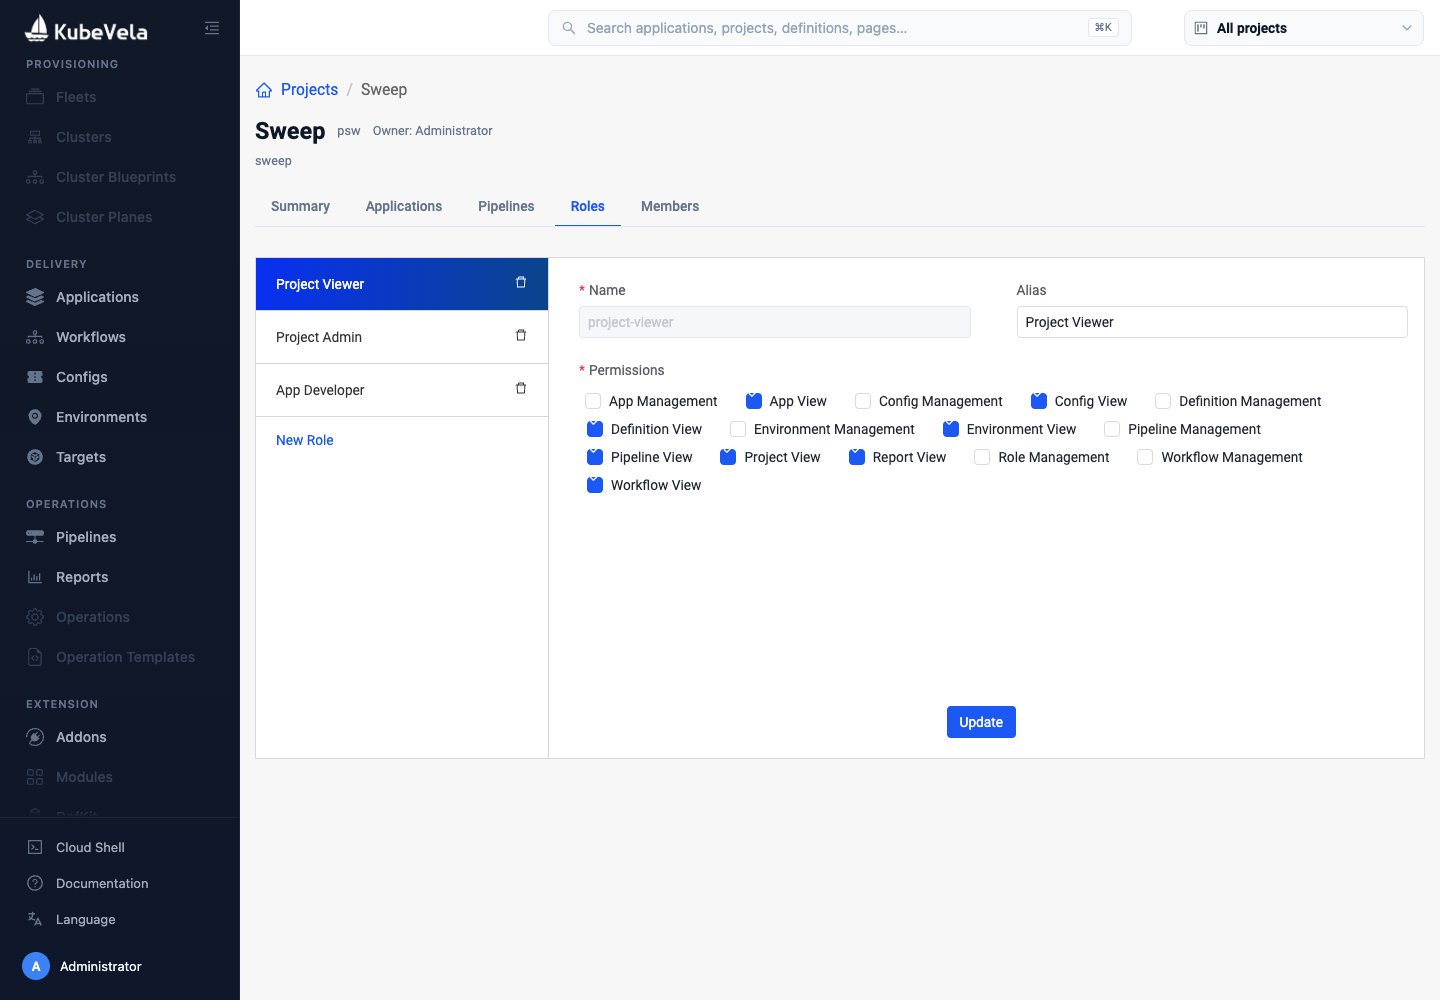 KubeVela
Search applications, projects, definitions, pages...
⌘K
All projects
PROVISIONING
Fleets
Clusters
Cluster Blueprints
Cluster Planes
DELIVERY
Applications
Workflows
Configs
Environments
Targets
OPERATIONS
Pipelines
Reports
Operations
Operation Templates
EXTENSION
Addons
Modules
Cloud Shell
Documentation
Language
A Administrator
Projects / Sweep
Sweep psw Owner: Administrator
sweep
Summary Applications Pipelines Roles Members
Project Viewer
Project Admin
App Developer
New Role
* Name
project-viewer
Alias
Project Viewer
* Permissions
App Management App View Config Management Config View Definition Management
Definition View Environment Management Environment View Pipeline Management
Pipeline View Project View Report View Role Management Workflow Management
Workflow View
Update